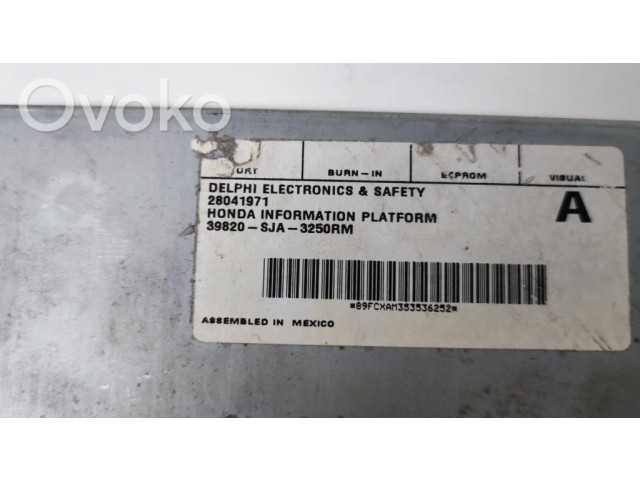 Ovoko
BURN-IN EEPROM VISUAL
DELPHI ELECTRONICS & SAFETY
28041971 A
HONDA INFORMATION PLATFORM
39820-SJA-3250RM
*89FCXAM353536252*
ASSEMBLED IN MEXICO